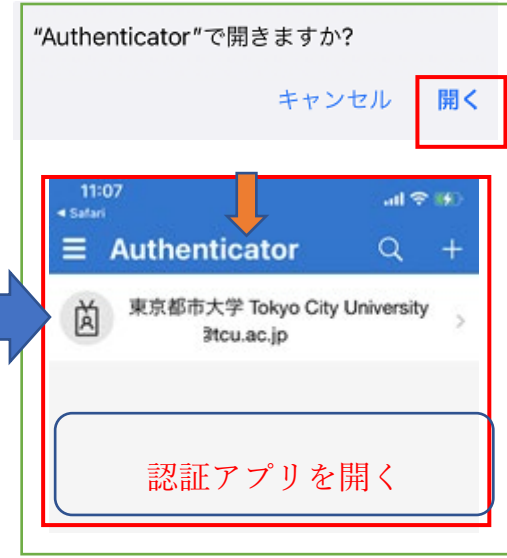 “Authenticator”で開きますか?
キャンセル 開く
11:07
◀ Safari
Authenticator
東京都市大学 Tokyo City University
@tcu.ac.jp
認証アプリを開く